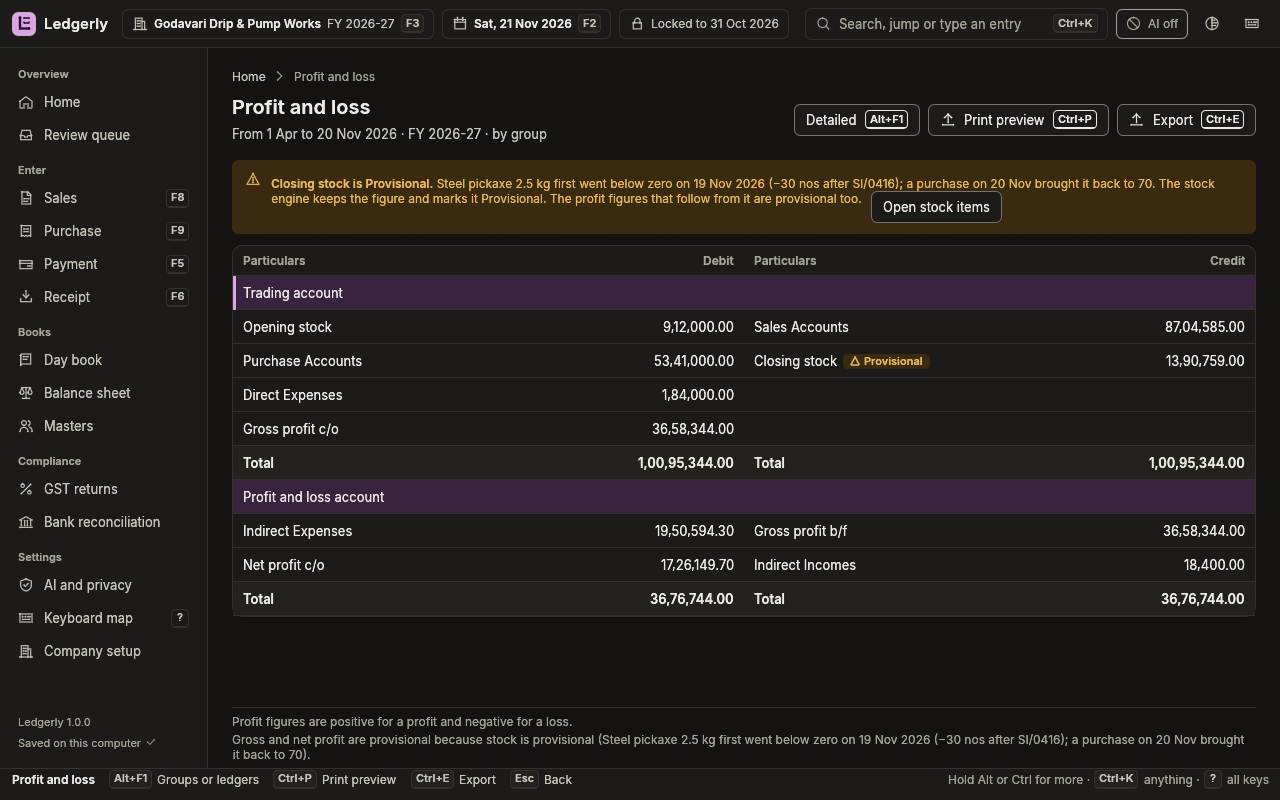 Ledgerly
Godavari Drip & Pump Works FY 2026-27 F3
Sat, 21 Nov 2026 F2
Locked to 31 Oct 2026
Search, jump or type an entry Ctrl+K
AI off
Overview
Home
Review queue
Enter
Sales F8
Purchase F9
Payment F5
Receipt F6
Books
Day book
Balance sheet
Masters
Compliance
GST returns
Bank reconciliation
Settings
AI and privacy
Keyboard map ?
Company setup
Ledgerly 1.0.0
Saved on this computer
Home Profit and loss
Profit and loss
From 1 Apr to 20 Nov 2026 · FY 2026-27 · by group
Detailed Alt+F1
Print preview Ctrl+P
Export Ctrl+E
Closing stock is Provisional. Steel pickaxe 2.5 kg first went below zero on 19 Nov 2026 (−30 nos after SI/0416); a purchase on 20 Nov brought it back to 70. The stock
engine keeps the figure and marks it Provisional. The profit figures that follow from it are provisional too. Open stock items
Particulars Debit Particulars Credit
Trading account
Opening stock 9,12,000.00 Sales Accounts 87,04,585.00
Purchase Accounts 53,41,000.00 Closing stock Provisional 13,90,759.00
Direct Expenses 1,84,000.00
Gross profit c/o 36,58,344.00
Total 1,00,95,344.00 Total 1,00,95,344.00
Profit and loss account
Indirect Expenses 19,50,594.30 Gross profit b/f 36,58,344.00
Net profit c/o 17,26,149.70 Indirect Incomes 18,400.00
Total 36,76,744.00 Total 36,76,744.00
Profit figures are positive for a profit and negative for a loss.
Gross and net profit are provisional because stock is provisional (Steel pickaxe 2.5 kg first went below zero on 19 Nov 2026 (−30 nos after SI/0416); a purchase on 20 Nov brought
it back to 70).
Profit and loss Alt+F1 Groups or ledgers Ctrl+P Print preview Ctrl+E Export Esc Back
Hold Alt or Ctrl for more · Ctrl+K anything · ? all keys